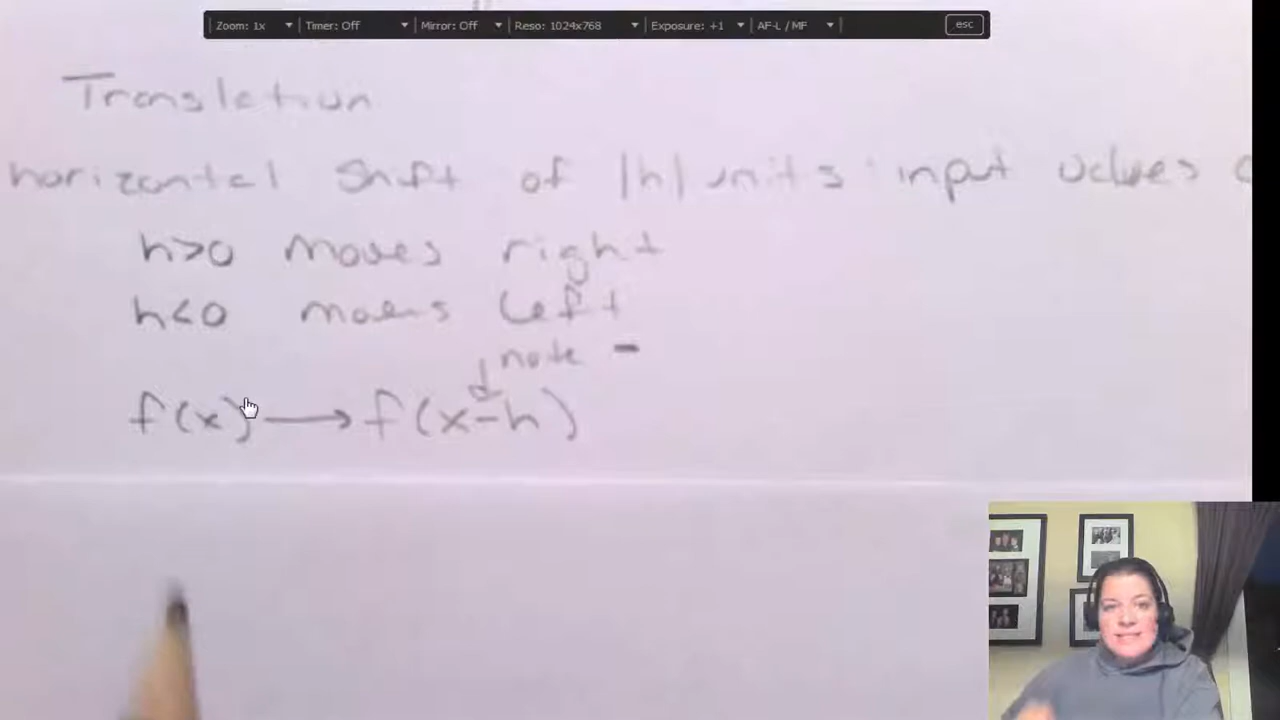 Zoom: 1x Timer: Off Mirror: Off Reso: 1024x768 Exposure: +1 AF-L / MF esc
Translation
horizontal shift of |h| units input values
h>0 moves right
h<0 moves left
note -
f(x) → f(x-h)